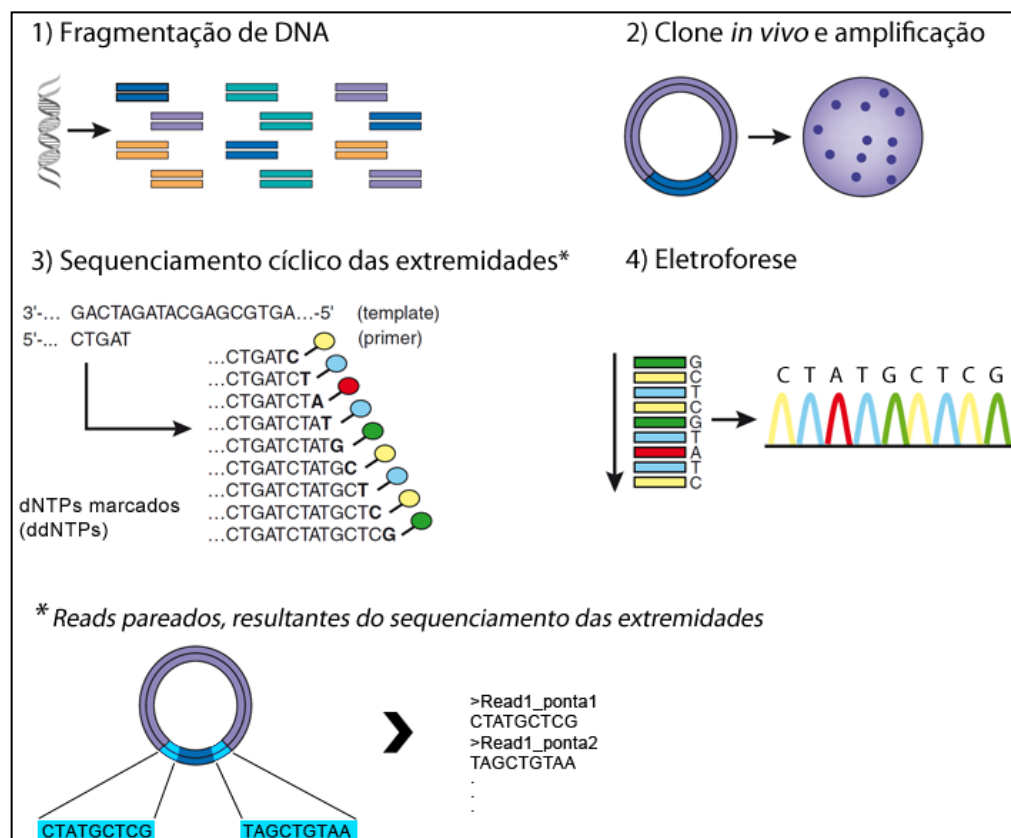 1) Fragmentação de DNA
2) Clone in vivo e amplificação
3) Sequenciamento cíclico das extremidades*
3'-... GACTAGATACGAGCGTGA...-5' (template)
5'-... CTGAT (primer)
...CTGATC
...CTGATCT
...CTGATCTA
...CTGATCTAT
...CTGATCTATG
...CTGATCTATGC
...CTGATCTATGCT
...CTGATCTATGCTC
...CTGATCTATGCTCG
dNTPs marcados
(ddNTPs)
4) Eletroforese
G
C
T
C
G
T
A
T
C
C T A T G C T C G
* Reads pareados, resultantes do sequenciamento das extremidades
CTATGCTCG
TAGCTGTAA
>Read1_ponta1
CTATGCTCG
>Read1_ponta2
TAGCTGTAA
.
.
.